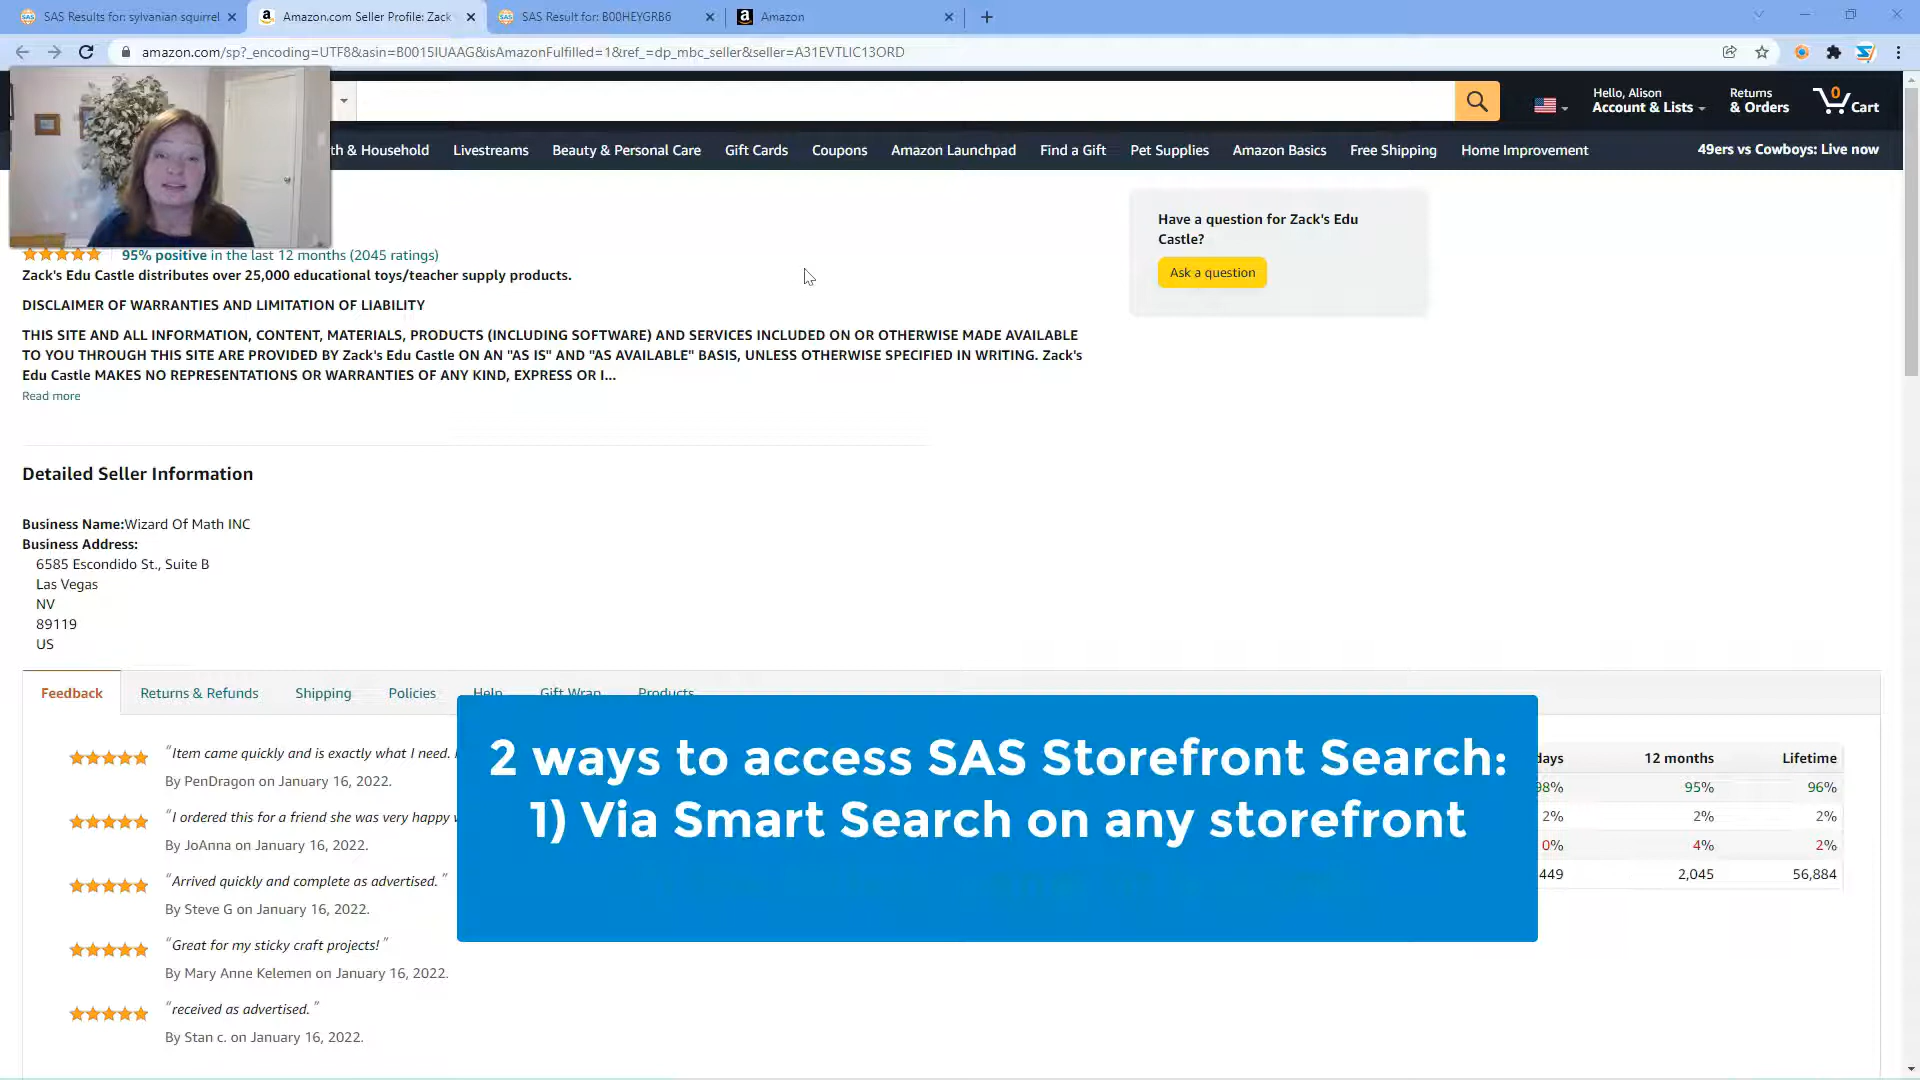 SAS Results for: sylvanian squirrel
Amazon.com Seller Profile: Zack
SAS Result for: B00HEYGRB6
Amazon
amazon.com/sp?_encoding=UTF8&asin=B0015IUAAG&isAmazonFulfilled=1&ref_=dp_mbc_seller&seller=A31EVTLIC13ORD
Hello, Alison
Account & Lists
Returns
& Orders
0
Cart
th & Household
Livestreams
Beauty & Personal Care
Gift Cards
Coupons
Amazon Launchpad
Find a Gift
Pet Supplies
Amazon Basics
Free Shipping
Home Improvement
49ers vs Cowboys: Live now
95% positive in the last 12 months (2045 ratings)
Zack's Edu Castle distributes over 25,000 educational toys/teacher supply products.
DISCLAIMER OF WARRANTIES AND LIMITATION OF LIABILITY
THIS SITE AND ALL INFORMATION, CONTENT, MATERIALS, PRODUCTS (INCLUDING SOFTWARE) AND SERVICES INCLUDED ON OR OTHERWISE MADE AVAILABLE
TO YOU THROUGH THIS SITE ARE PROVIDED BY Zack's Edu Castle ON AN "AS IS" AND "AS AVAILABLE" BASIS, UNLESS OTHERWISE SPECIFIED IN WRITING. Zack's
Edu Castle MAKES NO REPRESENTATIONS OR WARRANTIES OF ANY KIND, EXPRESS OR I...
Read more
Have a question for Zack's Edu
Castle?
Ask a question
Detailed Seller Information
Business Name:Wizard Of Math INC
Business Address:
6585 Escondido St., Suite B
Las Vegas
NV
89119
US
Feedback
Returns & Refunds
Shipping
Policies
Help
Gift Wrap
Products
"Item came quickly and is exactly what I need.
By PenDragon on January 16, 2022.
"I ordered this for a friend she was very happy
By JoAnna on January 16, 2022.
"Arrived quickly and complete as advertised."
By Steve G on January 16, 2022.
"Great for my sticky craft projects!"
By Mary Anne Kelemen on January 16, 2022.
"received as advertised."
By Stan c. on January 16, 2022.
2 ways to access SAS Storefront Search:
1) Via Smart Search on any storefront
days 12 months Lifetime
98% 95% 96%
2% 2% 2%
0% 4% 2%
449 2,045 56,884